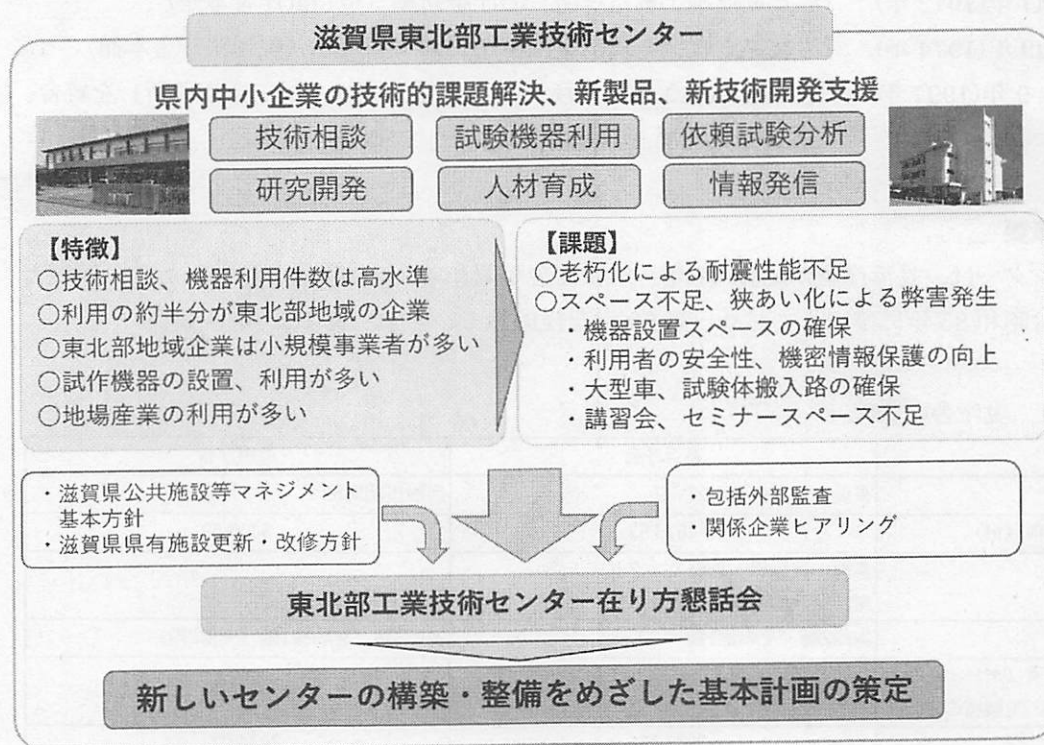 滋賀県東北部工業技術センター
県内中小企業の技術的課題解決、新製品、新技術開発支援
技術相談
試験機器利用
依頼試験分析
研究開発
人材育成
情報発信
【特徴】
○技術相談、機器利用件数は高水準
○利用の約半分が東北部地域の企業
○東北部地域企業は小規模事業者が多い
○試作機器の設置、利用が多い
○地場産業の利用が多い
【課題】
○老朽化による耐震性能不足
○スペース不足、狭あい化による弊害発生
・機器設置スペースの確保
・利用者の安全性、機密情報保護の向上
・大型車、試験体搬入路の確保
・講習会、セミナースペース不足
・滋賀県公共施設等マネジメント
基本方針
・滋賀県県有施設更新・改修方針
・包括外部監査
・関係企業ヒアリング
東北部工業技術センター在り方懇話会
新しいセンターの構築・整備をめざした基本計画の策定